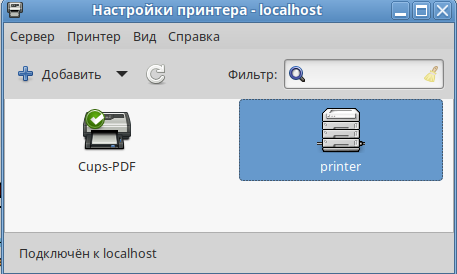 Настройки принтера - localhost
Сервер Принтер Вид Справка
Добавить Фильтр:
Cups-PDF printer
Подключён к localhost